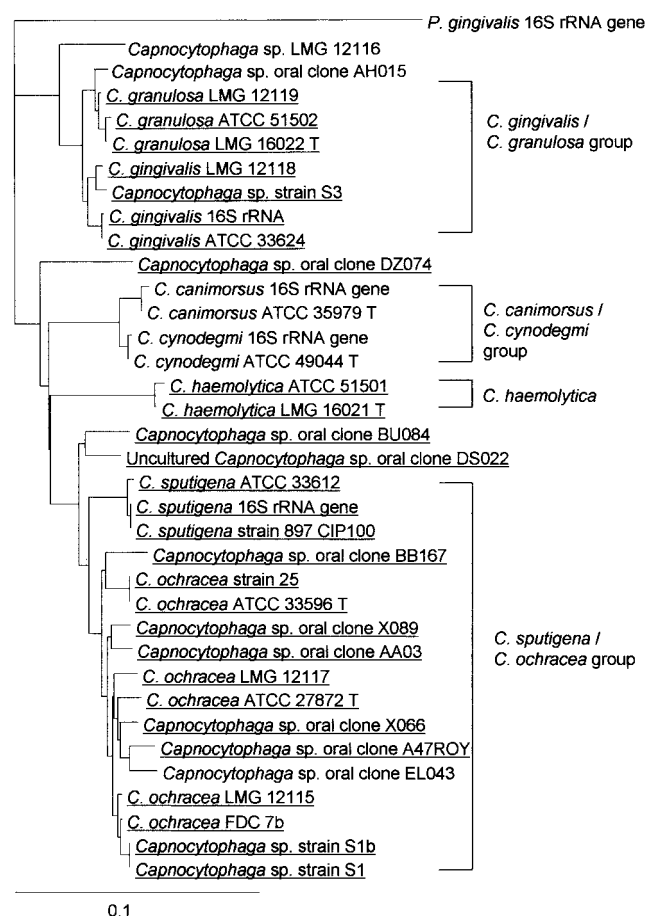 P. gingivalis 16S rRNA gene
Capnocytophaga sp. LMG 12116
Capnocytophaga sp. oral clone AH015
C. granulosa LMG 12119
C. granulosa ATCC 51502
C. granulosa LMG 16022 T
C. gingivalis LMG 12118
Capnocytophaga sp. strain S3
C. gingivalis 16S rRNA
C. gingivalis ATCC 33624
C. gingivalis /
C. granulosa group
Capnocytophaga sp. oral clone DZ074
C. canimorsus 16S rRNA gene
C. canimorsus ATCC 35979 T
C. cynodegmi 16S rRNA gene
C. cynodegmi ATCC 49044 T
C. canimorsus /
C. cynodegmi
group
C. haemolytica ATCC 51501
C. haemolytica LMG 16021 T
C. haemolytica
Capnocytophaga sp. oral clone BU084
Uncultured Capnocytophaga sp. oral clone DS022
C. sputigena ATCC 33612
C. sputigena 16S rRNA gene
C. sputigena strain 897 CIP100
Capnocytophaga sp. oral clone BB167
C. ochracea strain 25
C. ochracea ATCC 33596 T
Capnocytophaga sp. oral clone X089
Capnocytophaga sp. oral clone AA03
C. ochracea LMG 12117
C. ochracea ATCC 27872 T
Capnocytophaga sp. oral clone X066
Capnocytophaga sp. oral clone A47ROY
Capnocytophaga sp. oral clone EL043
C. ochracea LMG 12115
C. ochracea FDC 7b
Capnocytophaga sp. strain S1b
Capnocytophaga sp. strain S1
C. sputigena /
C. ochracea group
0.1